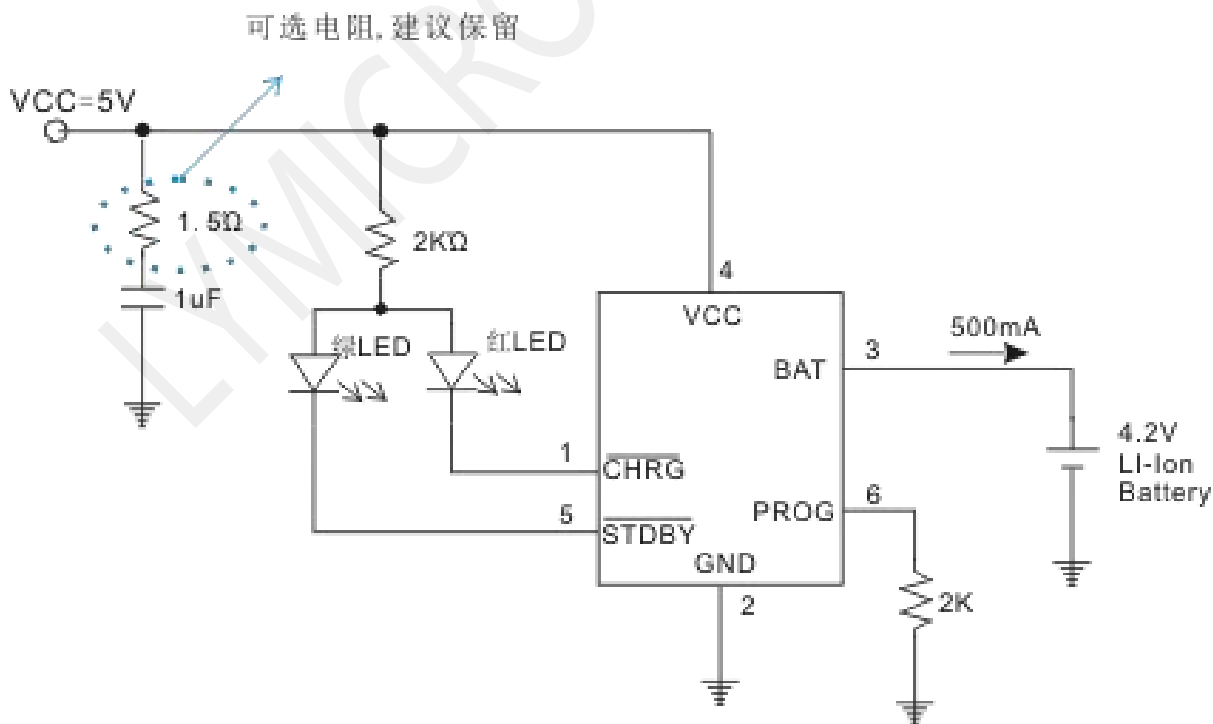 可选电阻,建议保留
VCC=5V
1.5Ω
2KΩ
1uF
4
VCC
绿LED
红LED
500mA
3
BAT
1
CHRG
4.2V
LI-Ion
Battery
5
STDBY
PROG
6
GND
2
2K
LYMICRO